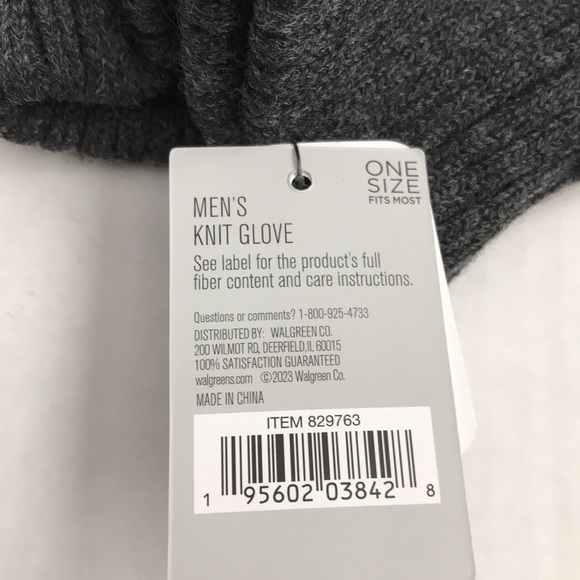 ONE
SIZE
FITS MOST
MEN'S
KNIT GLOVE
See label for the product's full
fiber content and care instructions.
Questions or comments? 1-800-925-4733
DISTRIBUTED BY: WALGREEN CO.
200 WILMOT RD, DEERFIELD,IL 60015
100% SATISFACTION GUARANTEED
walgreens.com ©2023 Walgreen Co.
MADE IN CHINA
ITEM 829763
1 95602 03842 8